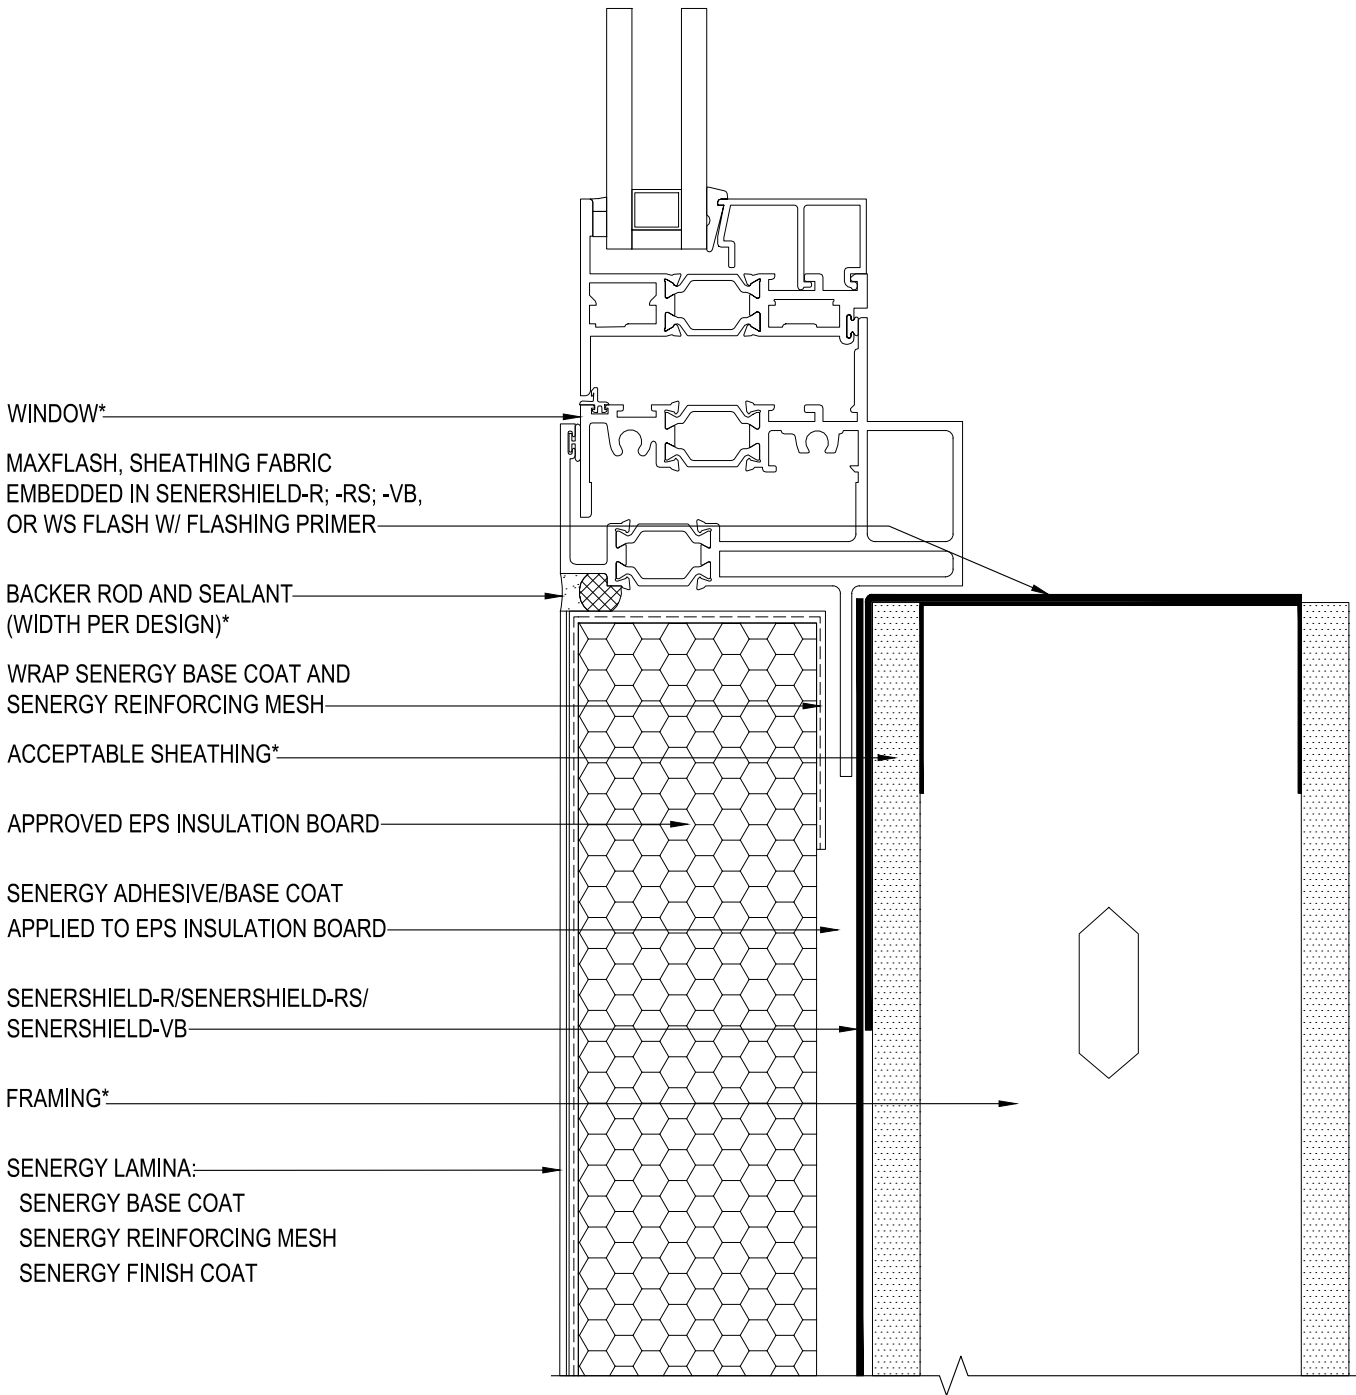 WINDOW*
MAXFLASH, SHEATHING FABRIC
EMBEDDED IN SENERSHIELD-R; -RS; -VB,
OR WS FLASH W/ FLASHING PRIMER
BACKER ROD AND SEALANT
(WIDTH PER DESIGN)*
WRAP SENERGY BASE COAT AND
SENERGY REINFORCING MESH
ACCEPTABLE SHEATHING*
APPROVED EPS INSULATION BOARD
SENERGY ADHESIVE/BASE COAT
APPLIED TO EPS INSULATION BOARD
SENERSHIELD-R/SENERSHIELD-RS/
SENERSHIELD-VB
FRAMING*
SENERGY LAMINA:
SENERGY BASE COAT
SENERGY REINFORCING MESH
SENERGY FINISH COAT